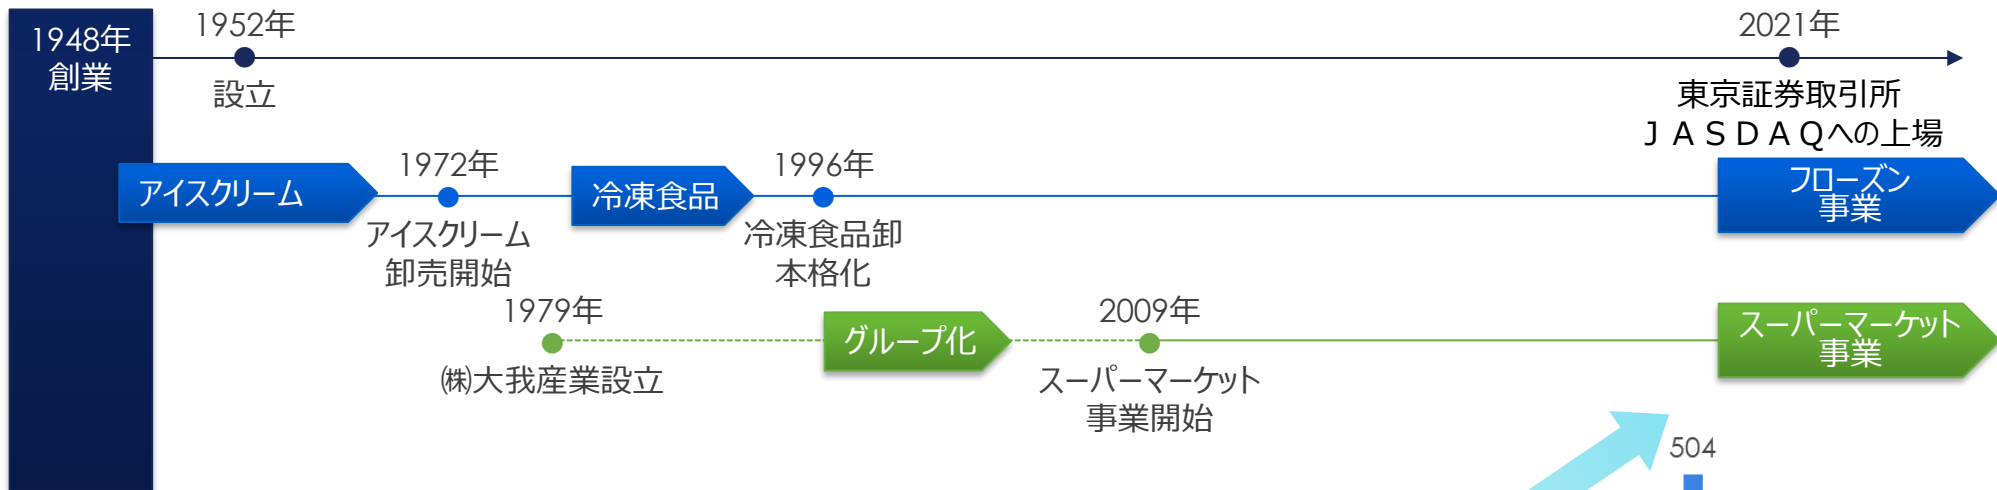 1948年
創業
1952年
設立
2021年
東京証券取引所
ＪＡＳＤＡＱへの上場
アイスクリーム
1972年
アイスクリーム
卸売開始
冷凍食品
1996年
冷凍食品卸
本格化
フローズン
事業
1979年
㈱大我産業設立
グループ化
2009年
スーパーマーケット
事業開始
スーパーマーケット
事業
504